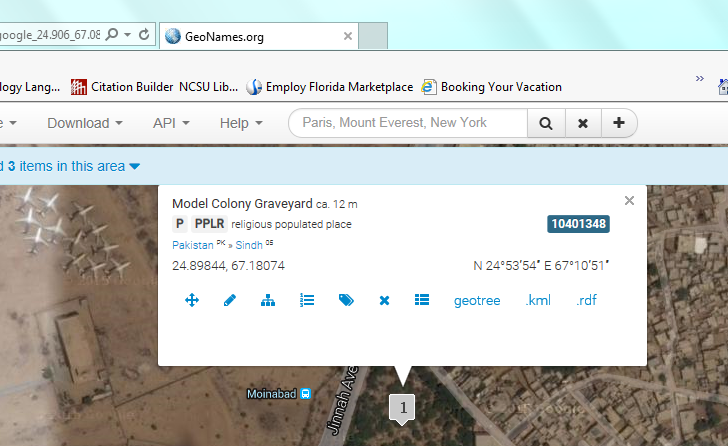 google_24.906_67.08
GeoNames.org
logy Lang...
Citation Builder NCSU Lib...
Employ Florida Marketplace
Booking Your Vacation
»
e
Download
API
Help
Paris, Mount Everest, New York
d 3 items in this area
Model Colony Graveyard ca. 12 m
P PPLR religious populated place
10401348
Pakistan PK » Sindh 05
24.89844, 67.18074
N 24°53'54" E 67°10'51"
geotree
.kml
.rdf
Moinabad
Jinnah Ave
1